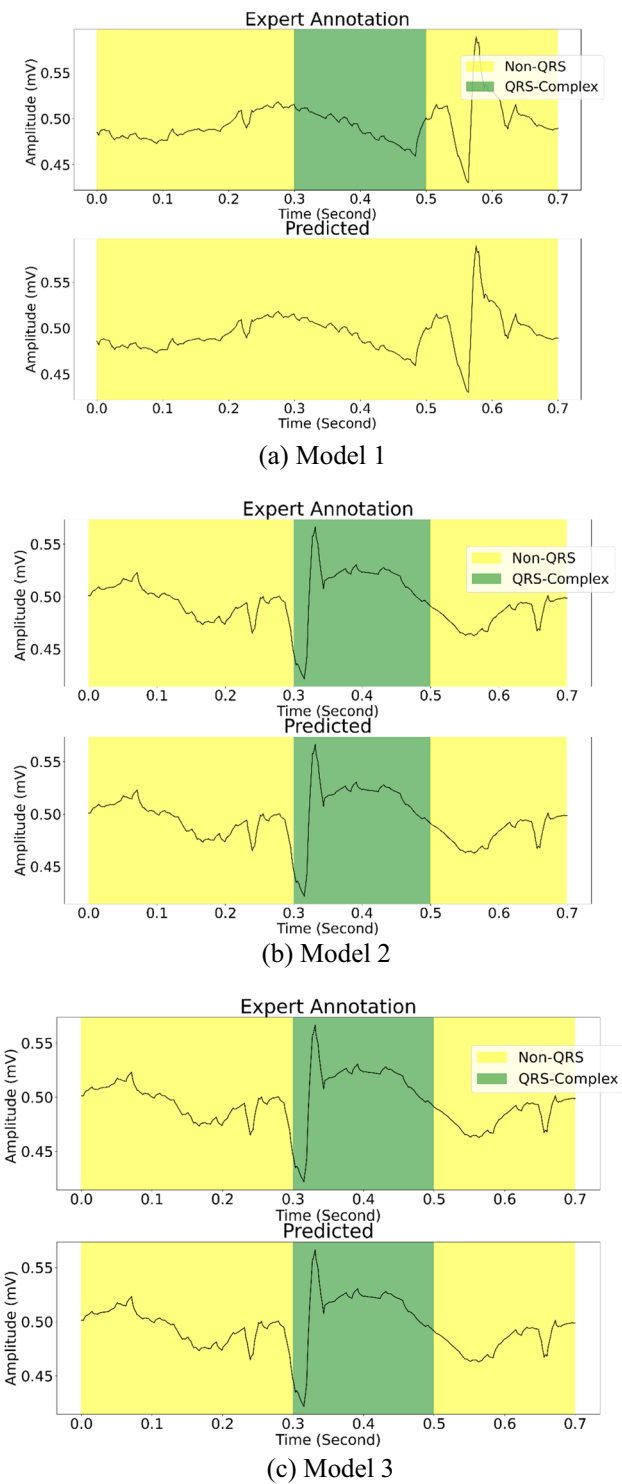 Expert Annotation
Non-QRS
QRS-Complex
Amplitude (mV)
0.55
0.50
0.45
0.0 0.1 0.2 0.3 0.4 0.5 0.6 0.7
Time (Second)
Predicted
Amplitude (mV)
0.55
0.50
0.45
0.0 0.1 0.2 0.3 0.4 0.5 0.6 0.7
Time (Second)
(a) Model 1
Expert Annotation
Non-QRS
QRS-Complex
Amplitude (mV)
0.55
0.50
0.45
0.0 0.1 0.2 0.3 0.4 0.5 0.6 0.7
Time (Second)
Predicted
Amplitude (mV)
0.55
0.50
0.45
0.0 0.1 0.2 0.3 0.4 0.5 0.6 0.7
Time (Second)
(b) Model 2
Expert Annotation
Non-QRS
QRS-Complex
Amplitude (mV)
0.55
0.50
0.45
0.0 0.1 0.2 0.3 0.4 0.5 0.6 0.7
Time (Second)
Predicted
Amplitude (mV)
0.55
0.50
0.45
0.0 0.1 0.2 0.3 0.4 0.5 0.6 0.7
Time (Second)
(c) Model 3